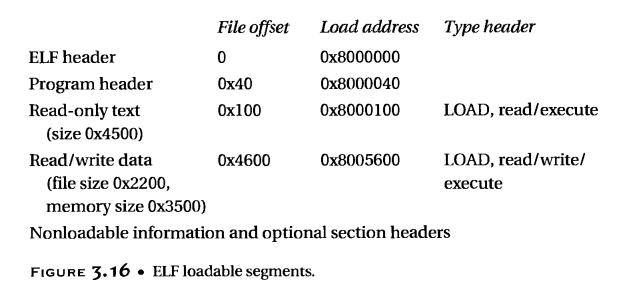 File offset Load address Type header
ELF header 0 0x8000000
Program header 0x40 0x8000040
Read-only text 0x100 0x8000100 LOAD, read/execute
(size 0x4500)
Read/write data 0x4600 0x8005600 LOAD, read/write/
(file size 0x2200, execute
memory size 0x3500)
Nonloadable information and optional section headers
FIGURE 3.16 • ELF loadable segments.